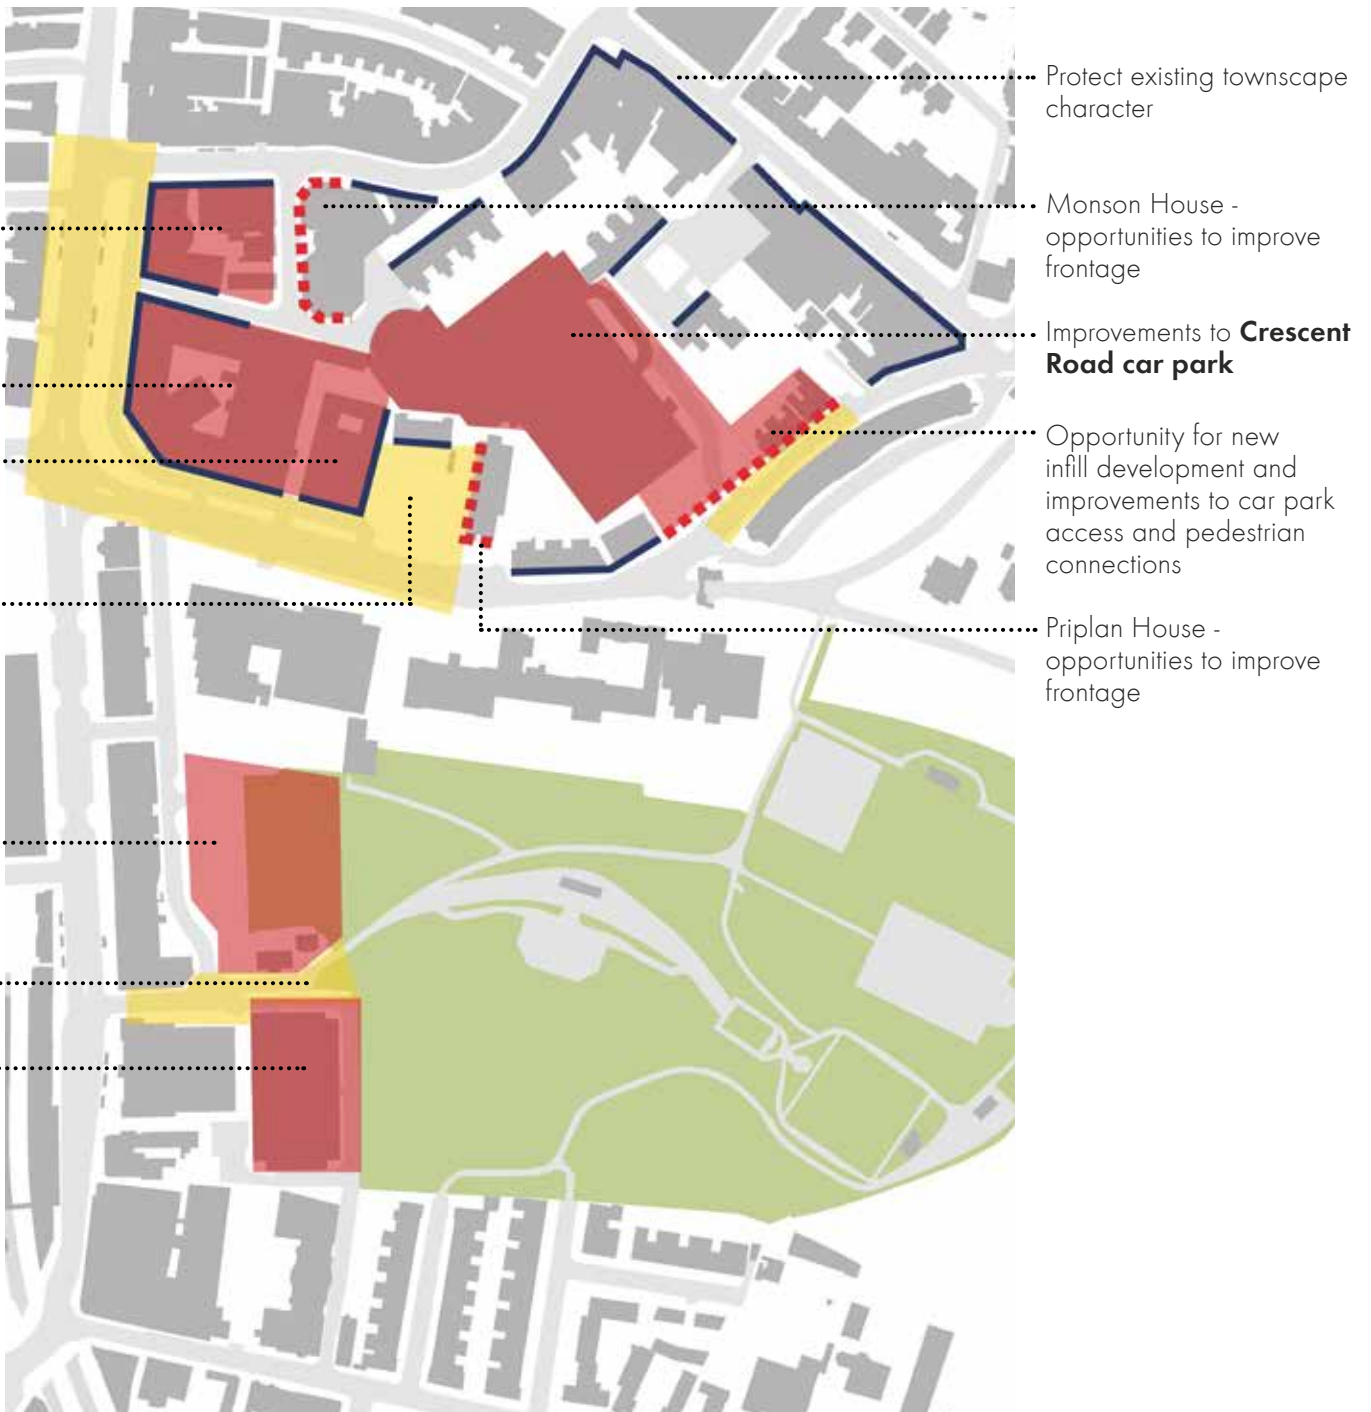 Protect existing townscape
character
Monson House -
opportunities to improve
frontage
Improvements to Crescent
Road car park
Opportunity for new
infill development and
improvements to car park
access and pedestrian
connections
Priplan House -
opportunities to improve
frontage